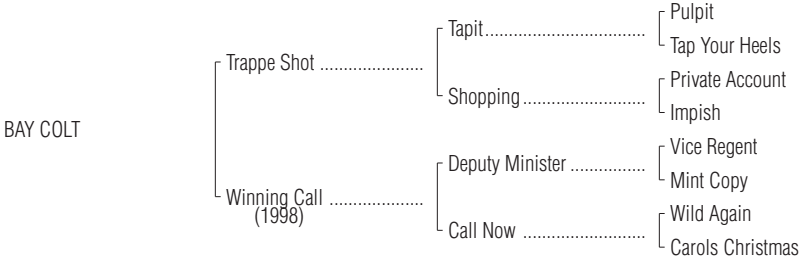 Pulpit
Tapit..................................
Tap Your Heels
Trappe Shot ......................
Private Account
Shopping..........................
Impish
BAY COLT
Vice Regent
Deputy Minister ................
Mint Copy
Winning Call ....................
(1998)
Wild Again
Call Now ..........................
Carols Christmas